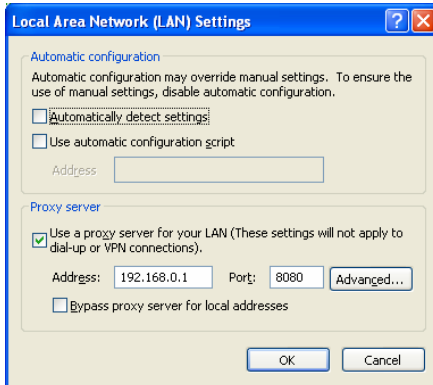 Local Area Network (LAN) Settings
Automatic configuration
Automatic configuration may override manual settings. To ensure the
use of manual settings, disable automatic configuration.
Automatically detect settings
Use automatic configuration script
Address
Proxy server
Use a proxy server for your LAN (These settings will not apply to
dial-up or VPN connections).
Address: 192.168.0.1 Port: 8080 Advanced...
Bypass proxy server for local addresses
OK Cancel